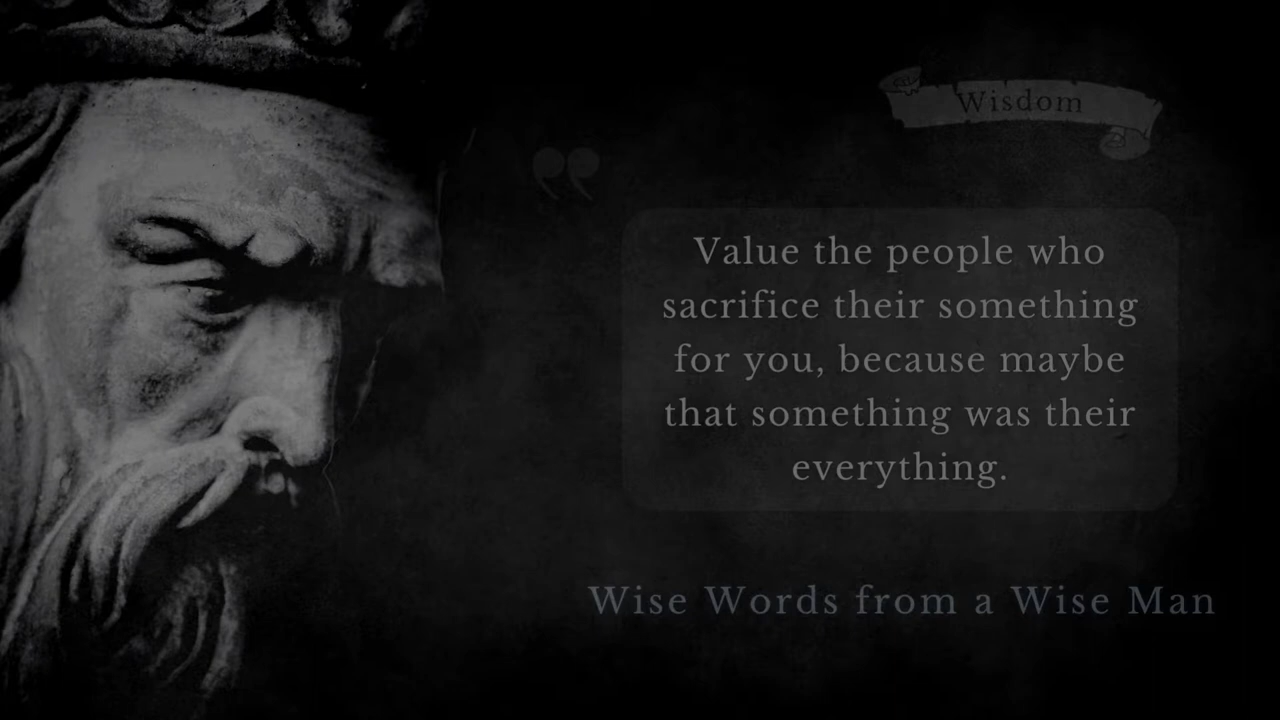 Wisdom
Value the people who
sacrifice their something
for you, because maybe
that something was their
everything.
Wise Words from a Wise Man